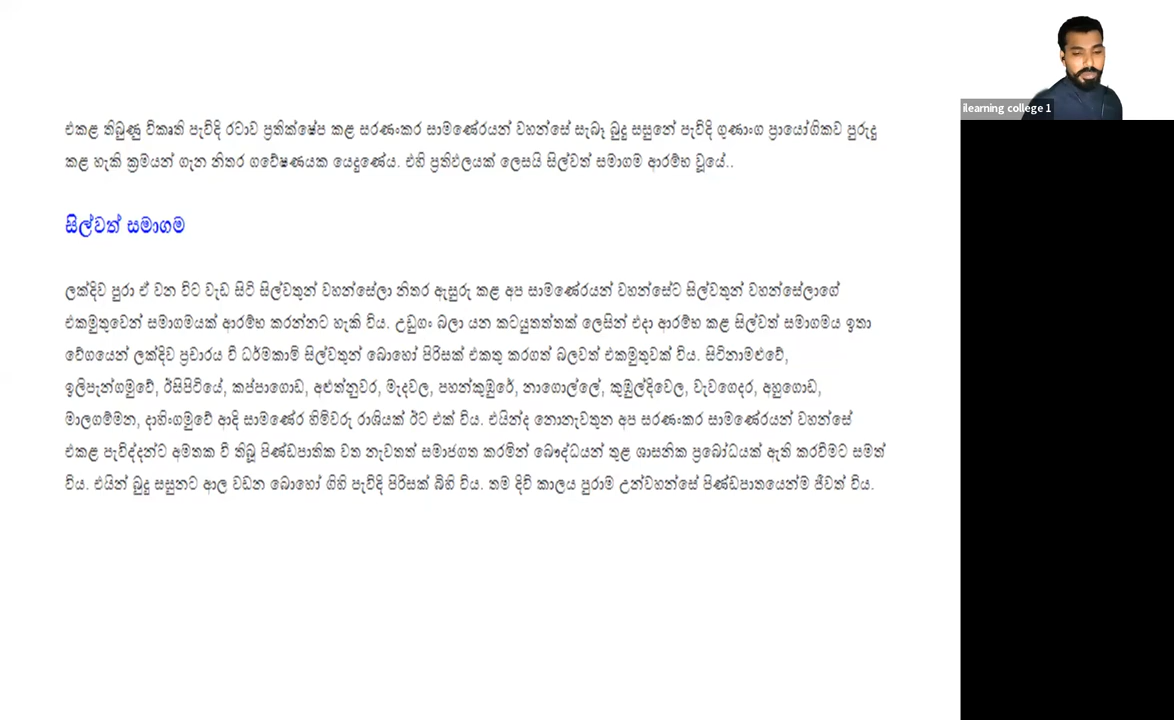 එකළ තිබුණු විකෘති පැවිදි රටාව ප්‍රතික්ෂේප කළ සරණංකර සාමණේරයන් වහන්සේ සැබෑ බුදු සසුනේ පැවිදි ගුණාංග ප්‍රායෝගිකව පුරුදු
කළ හැකි ක්‍රමයන් ගැන නිතර ගවේෂණයක යෙදුණේය. එහි ප්‍රතිඵලයක් ලෙසයි සිල්වත් සමාගම ආරම්භ වූයේ..
සිල්වත් සමාගම
ලක්දිව පුරා ඒ වන විට වැඩ සිටි සිල්වතුන් වහන්සේලා නිතර ඇසුරු කළ අප සාමණේරයන් වහන්සේට සිල්වතුන් වහන්සේලාගේ
එකමුතුවෙන් සමාගමයක් ආරම්භ කරන්නට හැකි විය. උඩුගං බලා යන කටයුතත්තක් ලෙසින් එදා ආරම්භ කළ සිල්වත් සමාගමය ඉතා
වේගයෙන් ලක්දිව ප්‍රචාරය වී ධර්මකාමී සිල්වතුන් බොහෝ පිරිසක් එකතු කරගත් බලවත් එකමුතුවක් විය. සිටිනාමළුවේ,
ඉලිපැන්ගමුවේ, රිසිපිටියේ, කප්පාගොඩ, අළුත්නුවර, මැදවල, පහන්කුඹුරේ, නාගොල්ලේ, කුඹුල්දිවෙල, වැවගෙදර, අහුගොඩ,
මාලගම්මන, දාහිංගමුවේ ආදි සාමණේර හිමිවරු රාශියක් ඊට එක් විය. එයින්ද නොනැවතුන අප සරණංකර සාමණේරයන් වහන්සේ
එකළ පැවිද්දන්ට අමතක වී තිබූ පිණ්ඩපාතික වත නැවතත් සමාජගත කරමින් බෞද්ධයන් තුළ ශාසනික ප්‍රබෝධයක් ඇති කරවීමට සමත්
විය. එයින් බුදු සසුනට ආල වඩන බොහෝ ගිහි පැවිදි පිරිසක් බිහි විය. තම දිවි කාලය පුරාම උන්වහන්සේ පිණ්ඩපාතයෙන්ම ජීවත් විය.
ilearning college 1